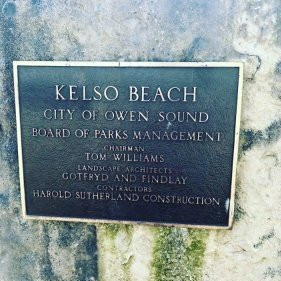 KELSO BEACH
CITY OF OWEN SOUND
BOARD OF PARKS MANAGEMENT
CHAIRMAN
TOM WILLIAMS
LANDSCAPE ARCHITECTS
GOTFRYD AND FINDLAY
CONTRACTORS
HAROLD SUTHERLAND CONSTRUCTION